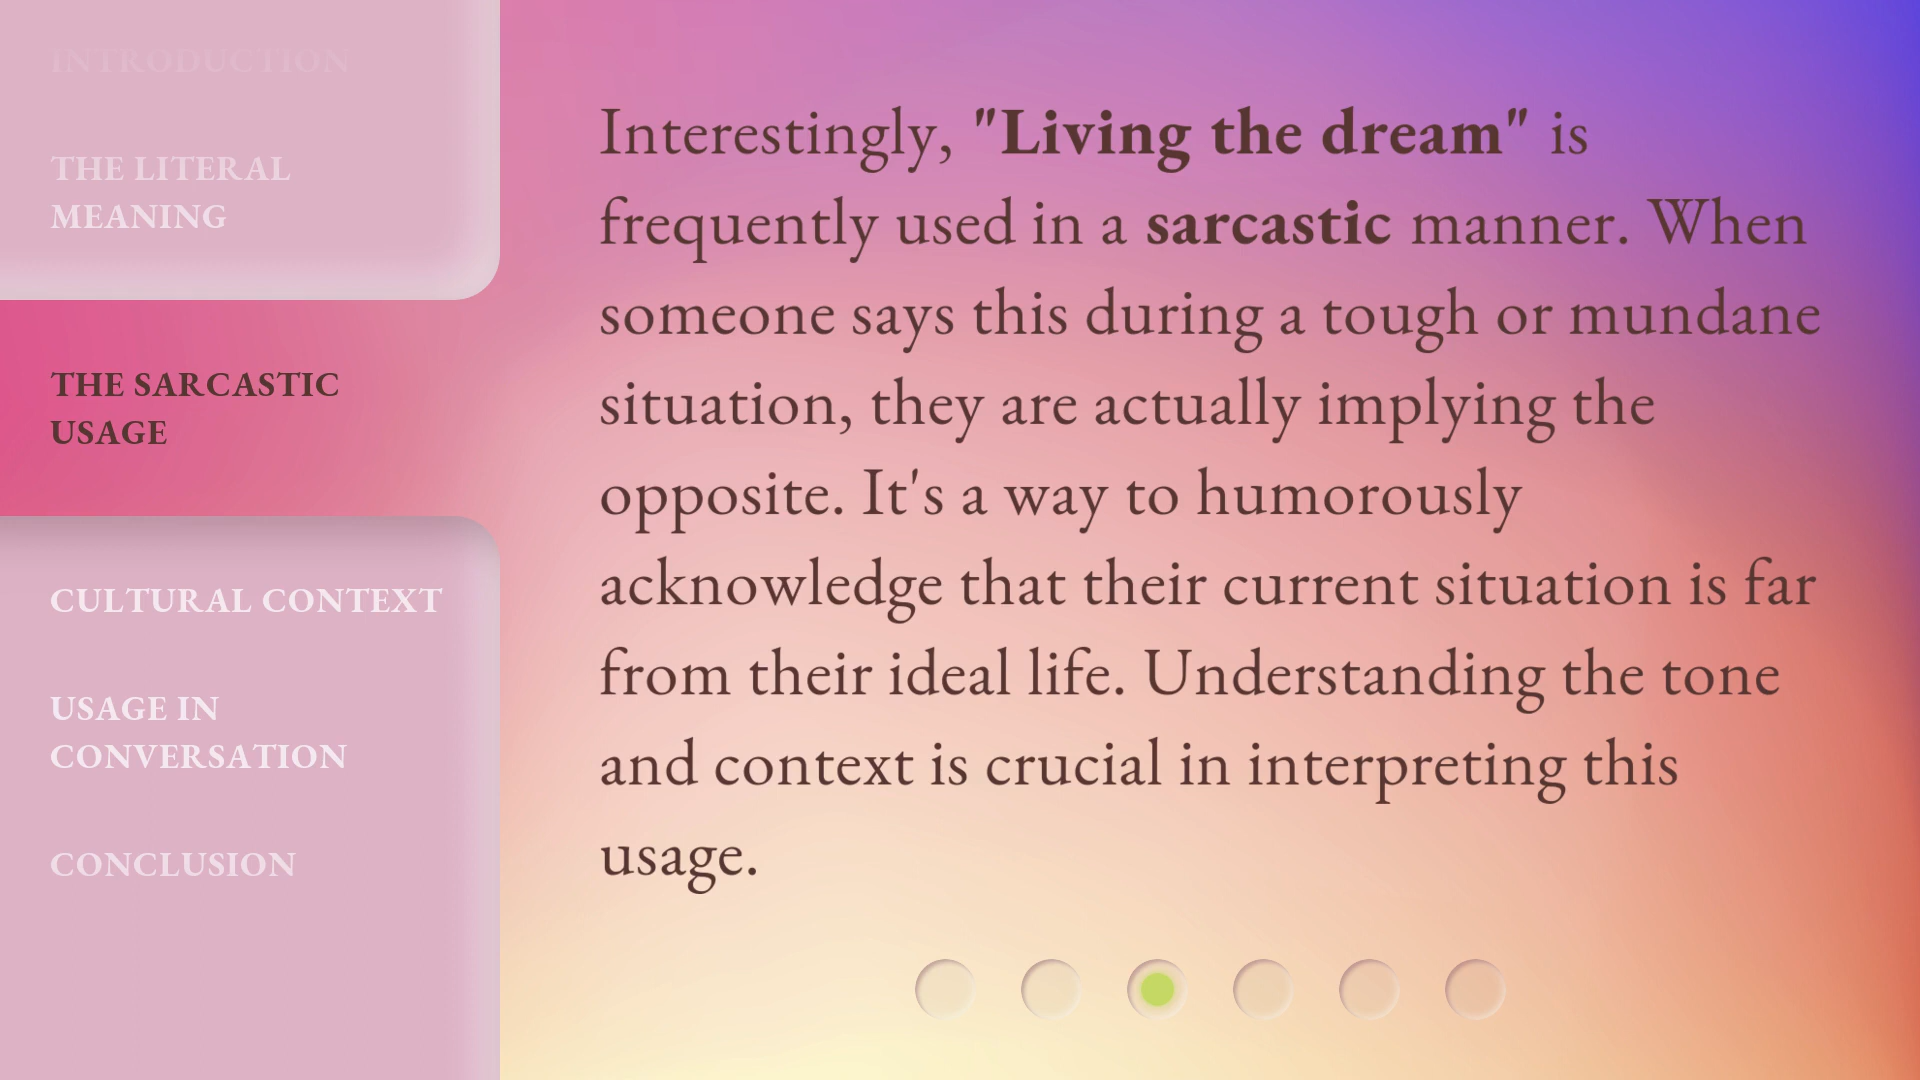 INTRODUCTION
THE LITERAL
MEANING
THE SARCASTIC
USAGE
CULTURAL CONTEXT
USAGE IN
CONVERSATION
CONCLUSION
Interestingly, "Living the dream" is
frequently used in a sarcastic manner. When
someone says this during a tough or mundane
situation, they are actually implying the
opposite. It's a way to humorously
acknowledge that their current situation is far
from their ideal life. Understanding the tone
and context is crucial in interpreting this
usage.